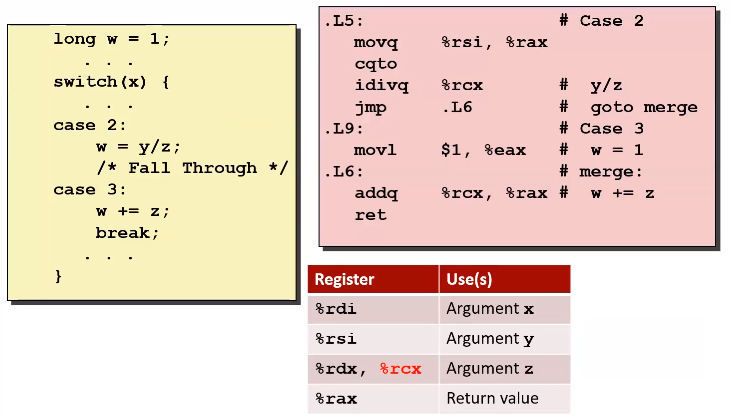 long w = 1;
. . .
switch(x) {
. . .
case 2:
w = y/z;
/* Fall Through */
case 3:
w += z;
break;
. . .
}
.L5: # Case 2
movq %rsi, %rax
cqto
idivq %rcx # y/z
jmp .L6 # goto merge
.L9: # Case 3
movl $1, %eax # w = 1
.L6: # merge:
addq %rcx, %rax # w += z
ret
Register Use(s)
%rdi Argument x
%rsi Argument y
%rdx, %rcx Argument z
%rax Return value